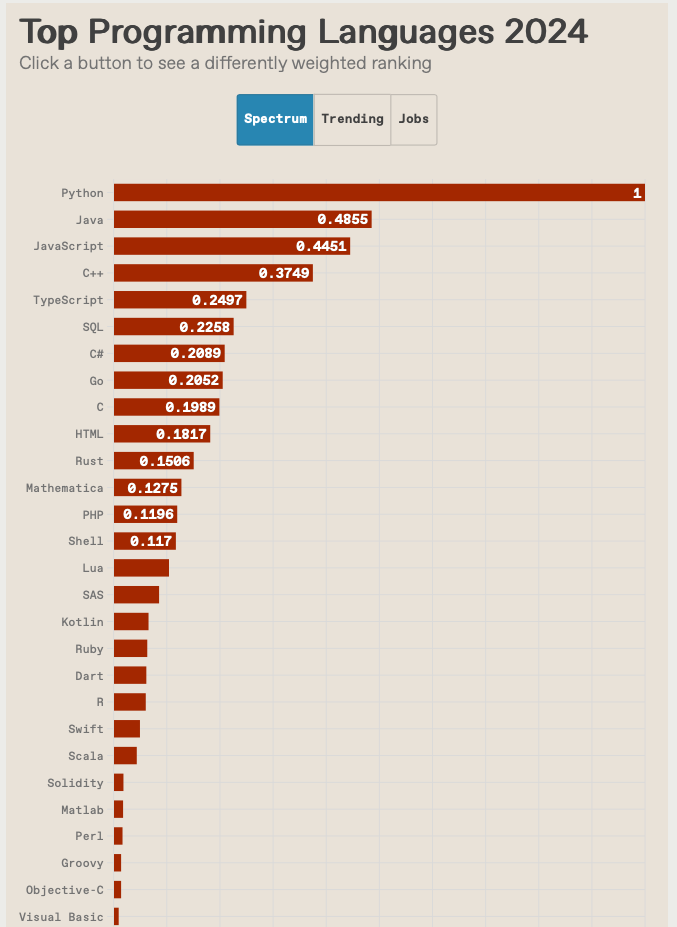 Top Programming Languages 2024
Click a button to see a differently weighted ranking
Spectrum Trending Jobs
Python 1
Java 0.4855
JavaScript 0.4451
C++ 0.3749
TypeScript 0.2497
SQL 0.2258
C# 0.2089
Go 0.2052
C 0.1989
HTML 0.1817
Rust 0.1506
Mathematica 0.1275
PHP 0.1196
Shell 0.117
Lua
SAS
Kotlin
Ruby
Dart
R
Swift
Scala
Solidity
Matlab
Perl
Groovy
Objective-C
Visual Basic